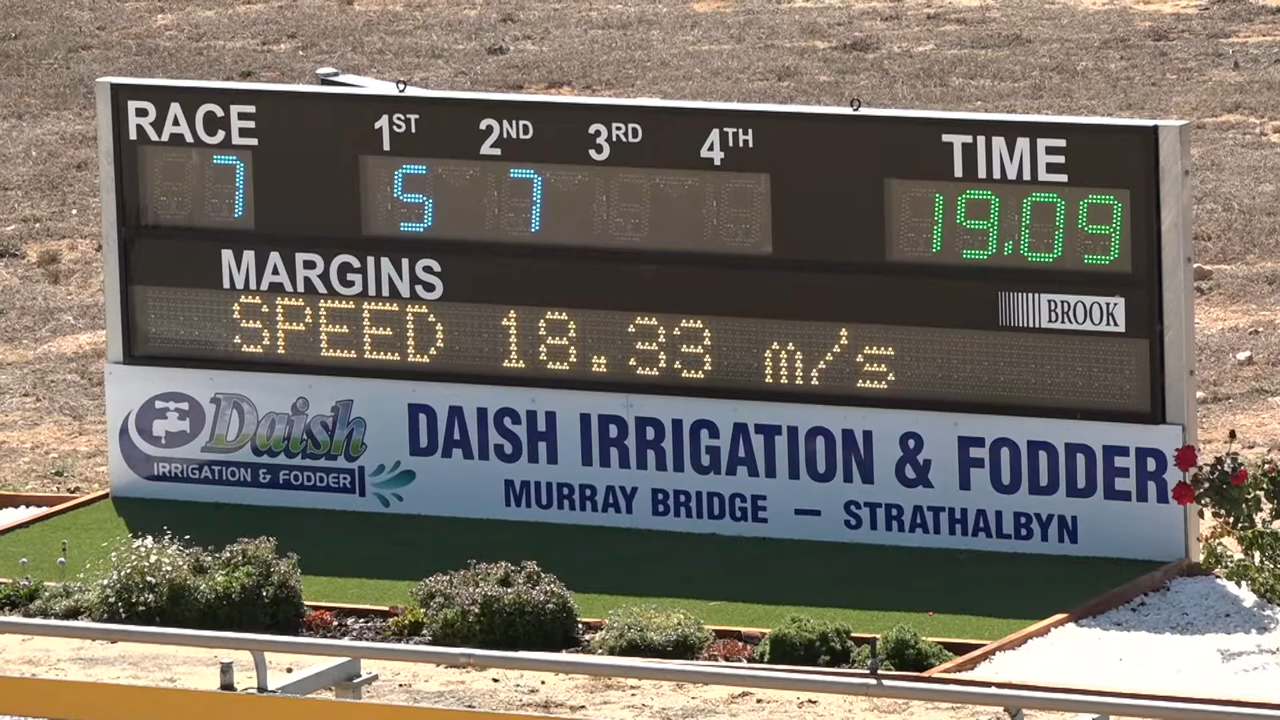 RACE 1ST 2ND 3RD 4TH TIME
7 5 7 19.09
MARGINS
BROOK
SPEED 18.33 m/s
Daish
IRRIGATION & FODDER
DAISH IRRIGATION & FODDER
MURRAY BRIDGE – STRATHALBYN